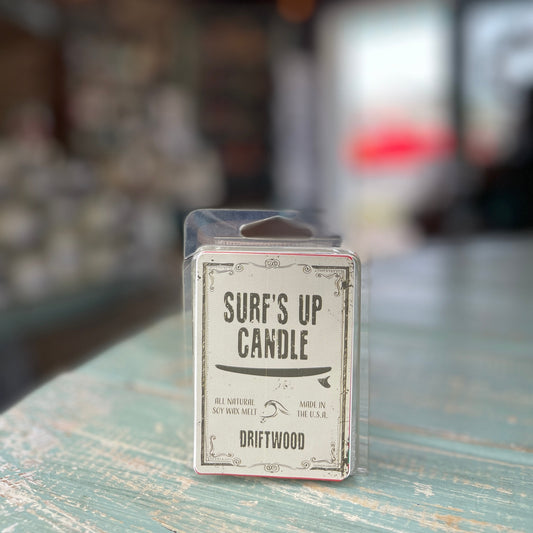 SURF'S UP
CANDLE
ALL NATURAL
SOY WAX MELT
MADE IN
THE U.S.A.
DRIFTWOOD